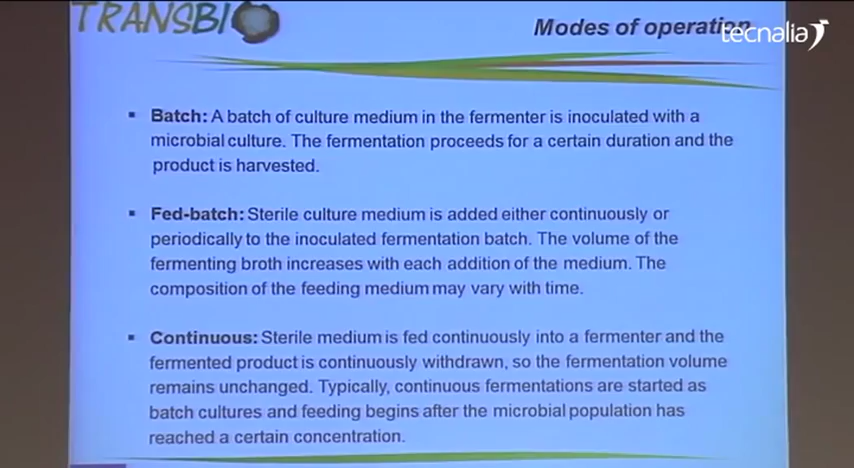 TRANSBIO
Modes of operation
tecnalia
▪ Batch: A batch of culture medium in the fermenter is inoculated with a
microbial culture. The fermentation proceeds for a certain duration and the
product is harvested.
▪ Fed-batch: Sterile culture medium is added either continuously or
periodically to the inoculated fermentation batch. The volume of the
fermenting broth increases with each addition of the medium. The
composition of the feeding medium may vary with time.
▪ Continuous: Sterile medium is fed continuously into a fermenter and the
fermented product is continuously withdrawn, so the fermentation volume
remains unchanged. Typically, continuous fermentations are started as
batch cultures and feeding begins after the microbial population has
reached a certain concentration.